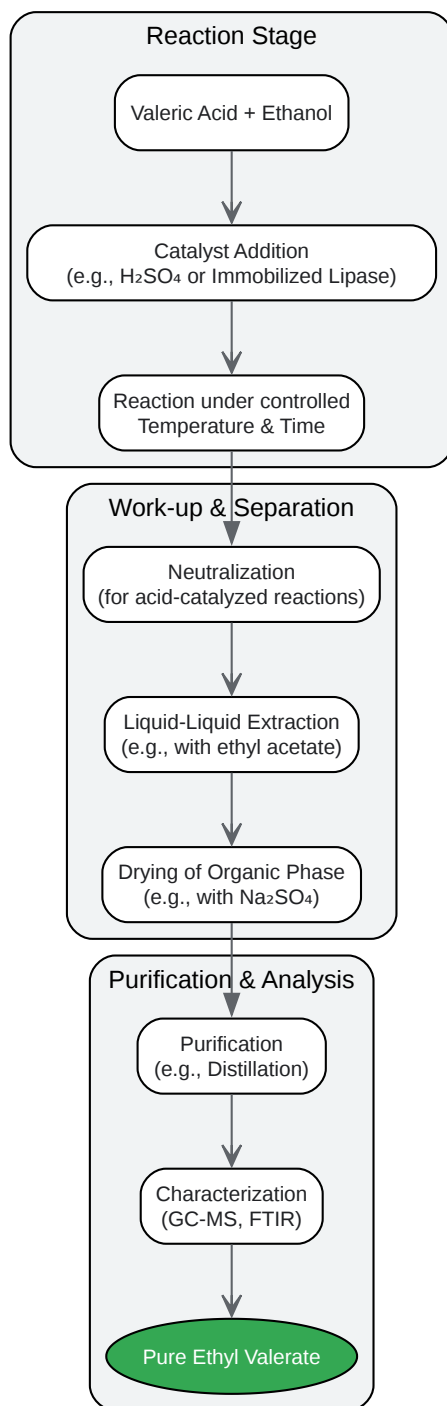 Reaction Stage
Valeric Acid + Ethanol
Catalyst Addition
(e.g., H₂SO₄ or Immobilized Lipase)
Reaction under controlled
Temperature & Time
Work-up & Separation
Neutralization
(for acid-catalyzed reactions)
Liquid-Liquid Extraction
(e.g., with ethyl acetate)
Drying of Organic Phase
(e.g., with Na₂SO₄)
Purification & Analysis
Purification
(e.g., Distillation)
Characterization
(GC-MS, FTIR)
Pure Ethyl Valerate